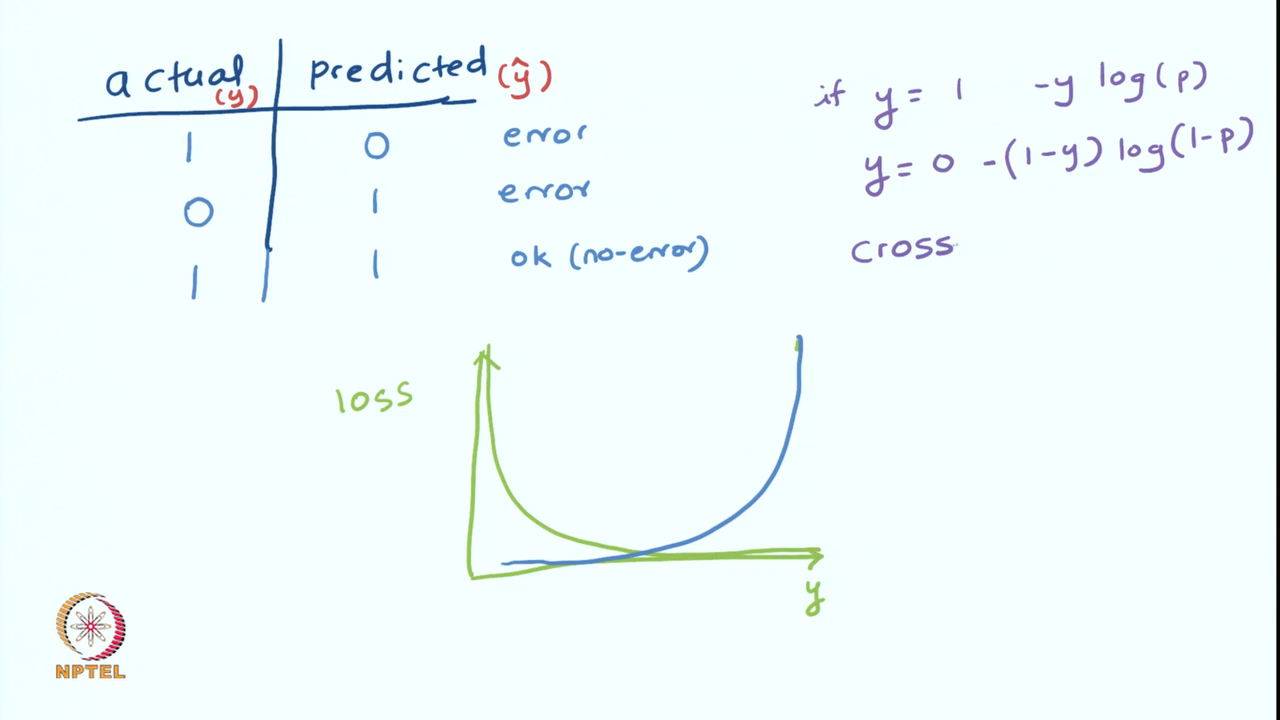 actual (y) | predicted (ŷ)
1 | 0 error
0 | 1 error
1 | 1 ok (no-error)
if y = 1 -y log(p)
y = 0 -(1-y) log(1-p)
cross
loss
y
NPTEL